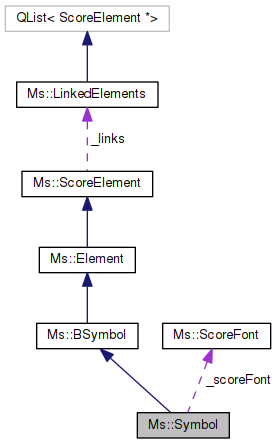 QList< ScoreElement *>
Ms::LinkedElements
_links
Ms::ScoreElement
Ms::Element
Ms::BSymbol
Ms::ScoreFont
_scoreFont
Ms::Symbol